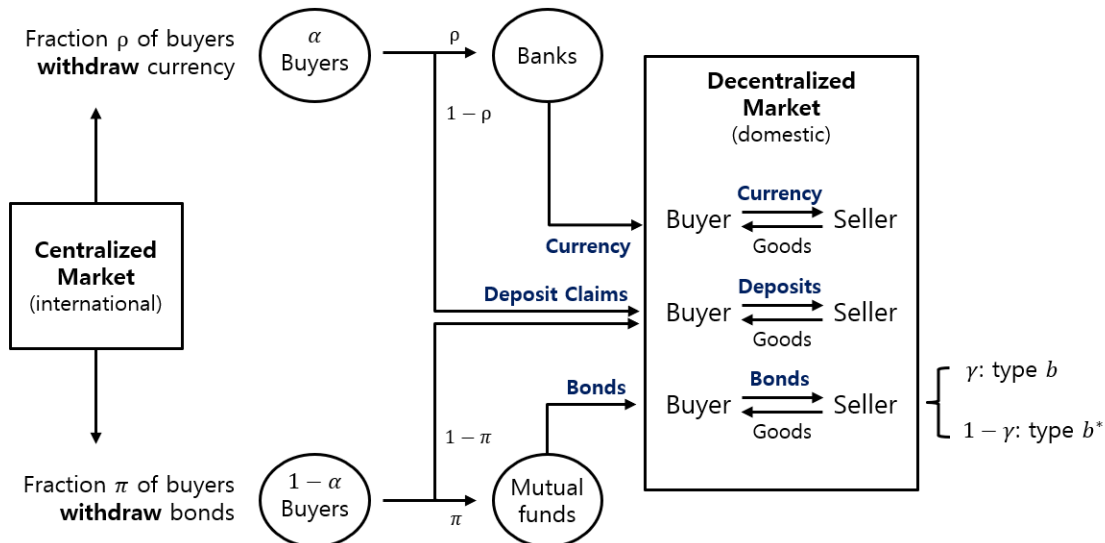 Fraction ρ of buyers
withdraw currency
α
Buyers
ρ
1 − ρ
Banks
Decentralized
Market
(domestic)
Currency
Buyer
Seller
Goods
Currency
Centralized
Market
(international)
Deposit Claims
Deposits
Buyer
Seller
Goods
Bonds
Bonds
Buyer
Seller
Goods
γ: type b
1 − γ: type b*
1 − π
Fraction π of buyers
withdraw bonds
1 − α
Buyers
π
Mutual
funds